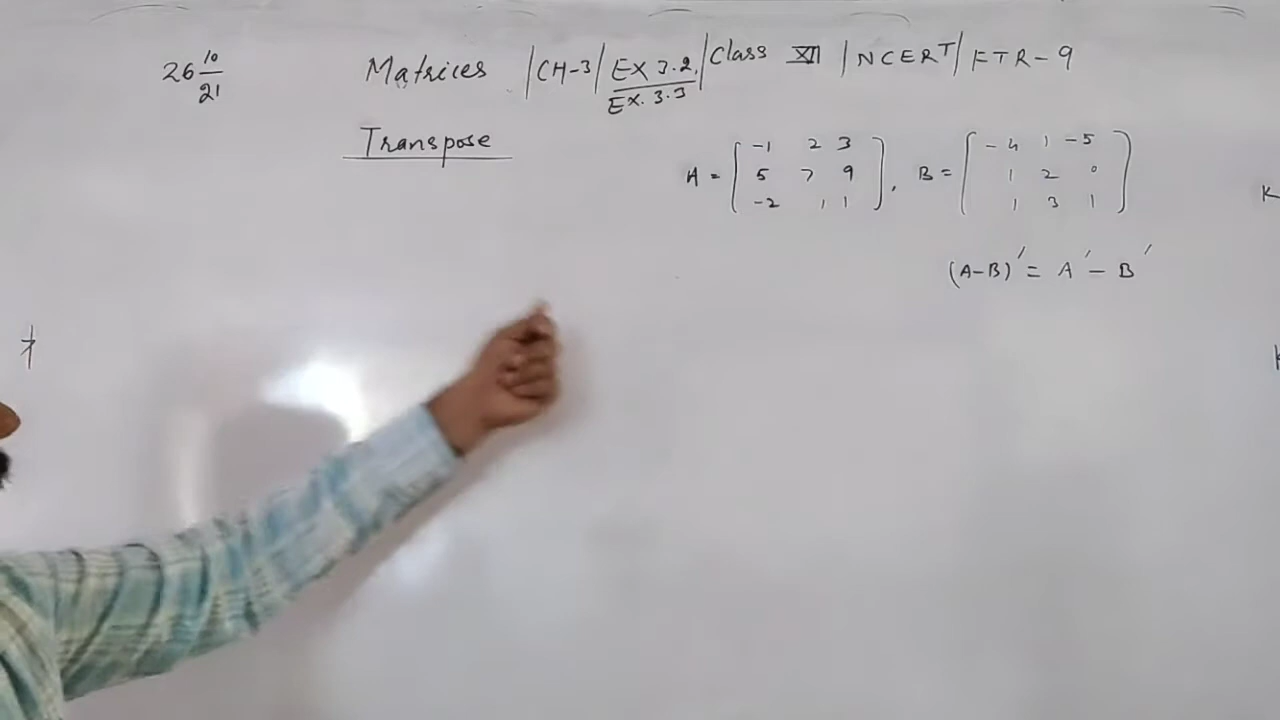 26 10/21 Matrices /CH-3/ EX 3.2, /Class XII /NCERT/ FTR-9
EX. 3.3
Transpose
A = [ -1 2 3 ], B = [ -4 1 -5 ]
5 7 9 1 2 0
-2 1 1 1 3 1
(A-B)' = A' - B'
K